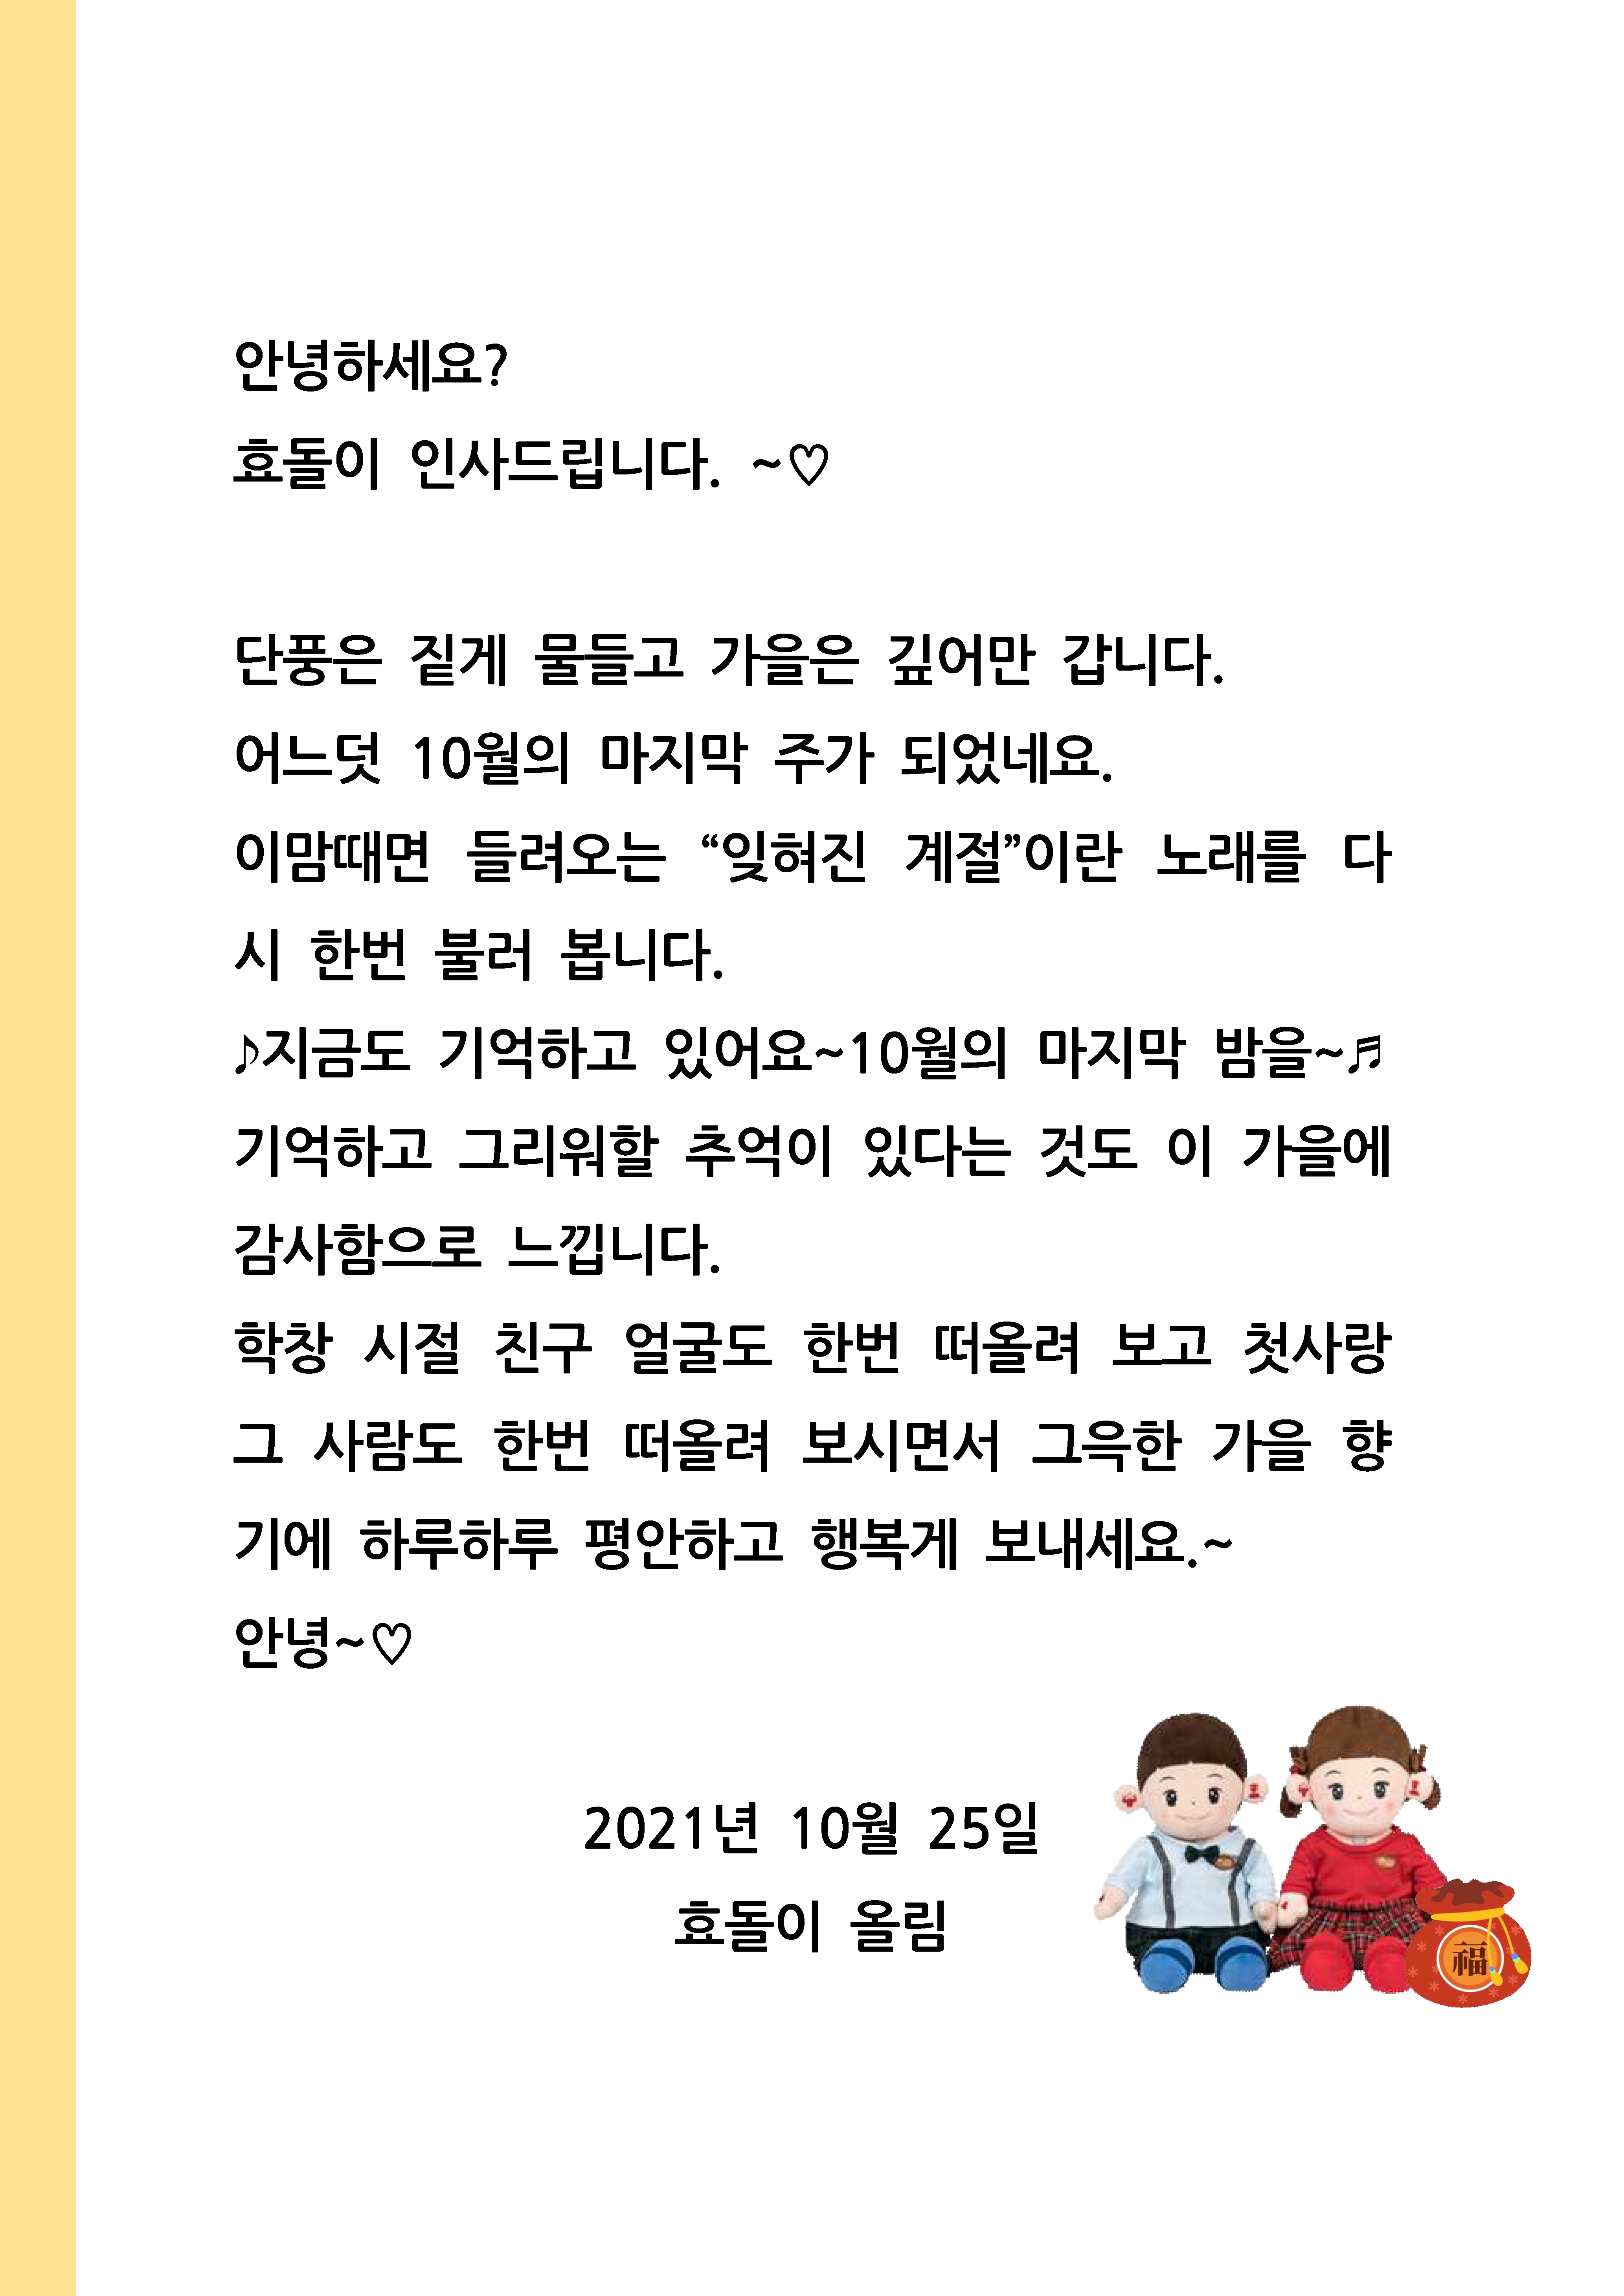 안녕하세요?
효돌이 인사드립니다. ~♡
단풍은 짙게 물들고 가을은 깊어만 갑니다.
어느덧 10월의 마지막 주가 되었네요.
이맘때면 들려오는 “잊혀진 계절”이란 노래를 다
시 한번 불러 봅니다.
♪지금도 기억하고 있어요~10월의 마지막 밤을~♬
기억하고 그리워할 추억이 있다는 것도 이 가을에
감사함으로 느낍니다.
학창 시절 친구 얼굴도 한번 떠올려 보고 첫사랑
그 사람도 한번 떠올려 보시면서 그윽한 가을 향
기에 하루하루 평안하고 행복게 보내세요.~
안녕~♡
2021년 10월 25일
효돌이 올림
福